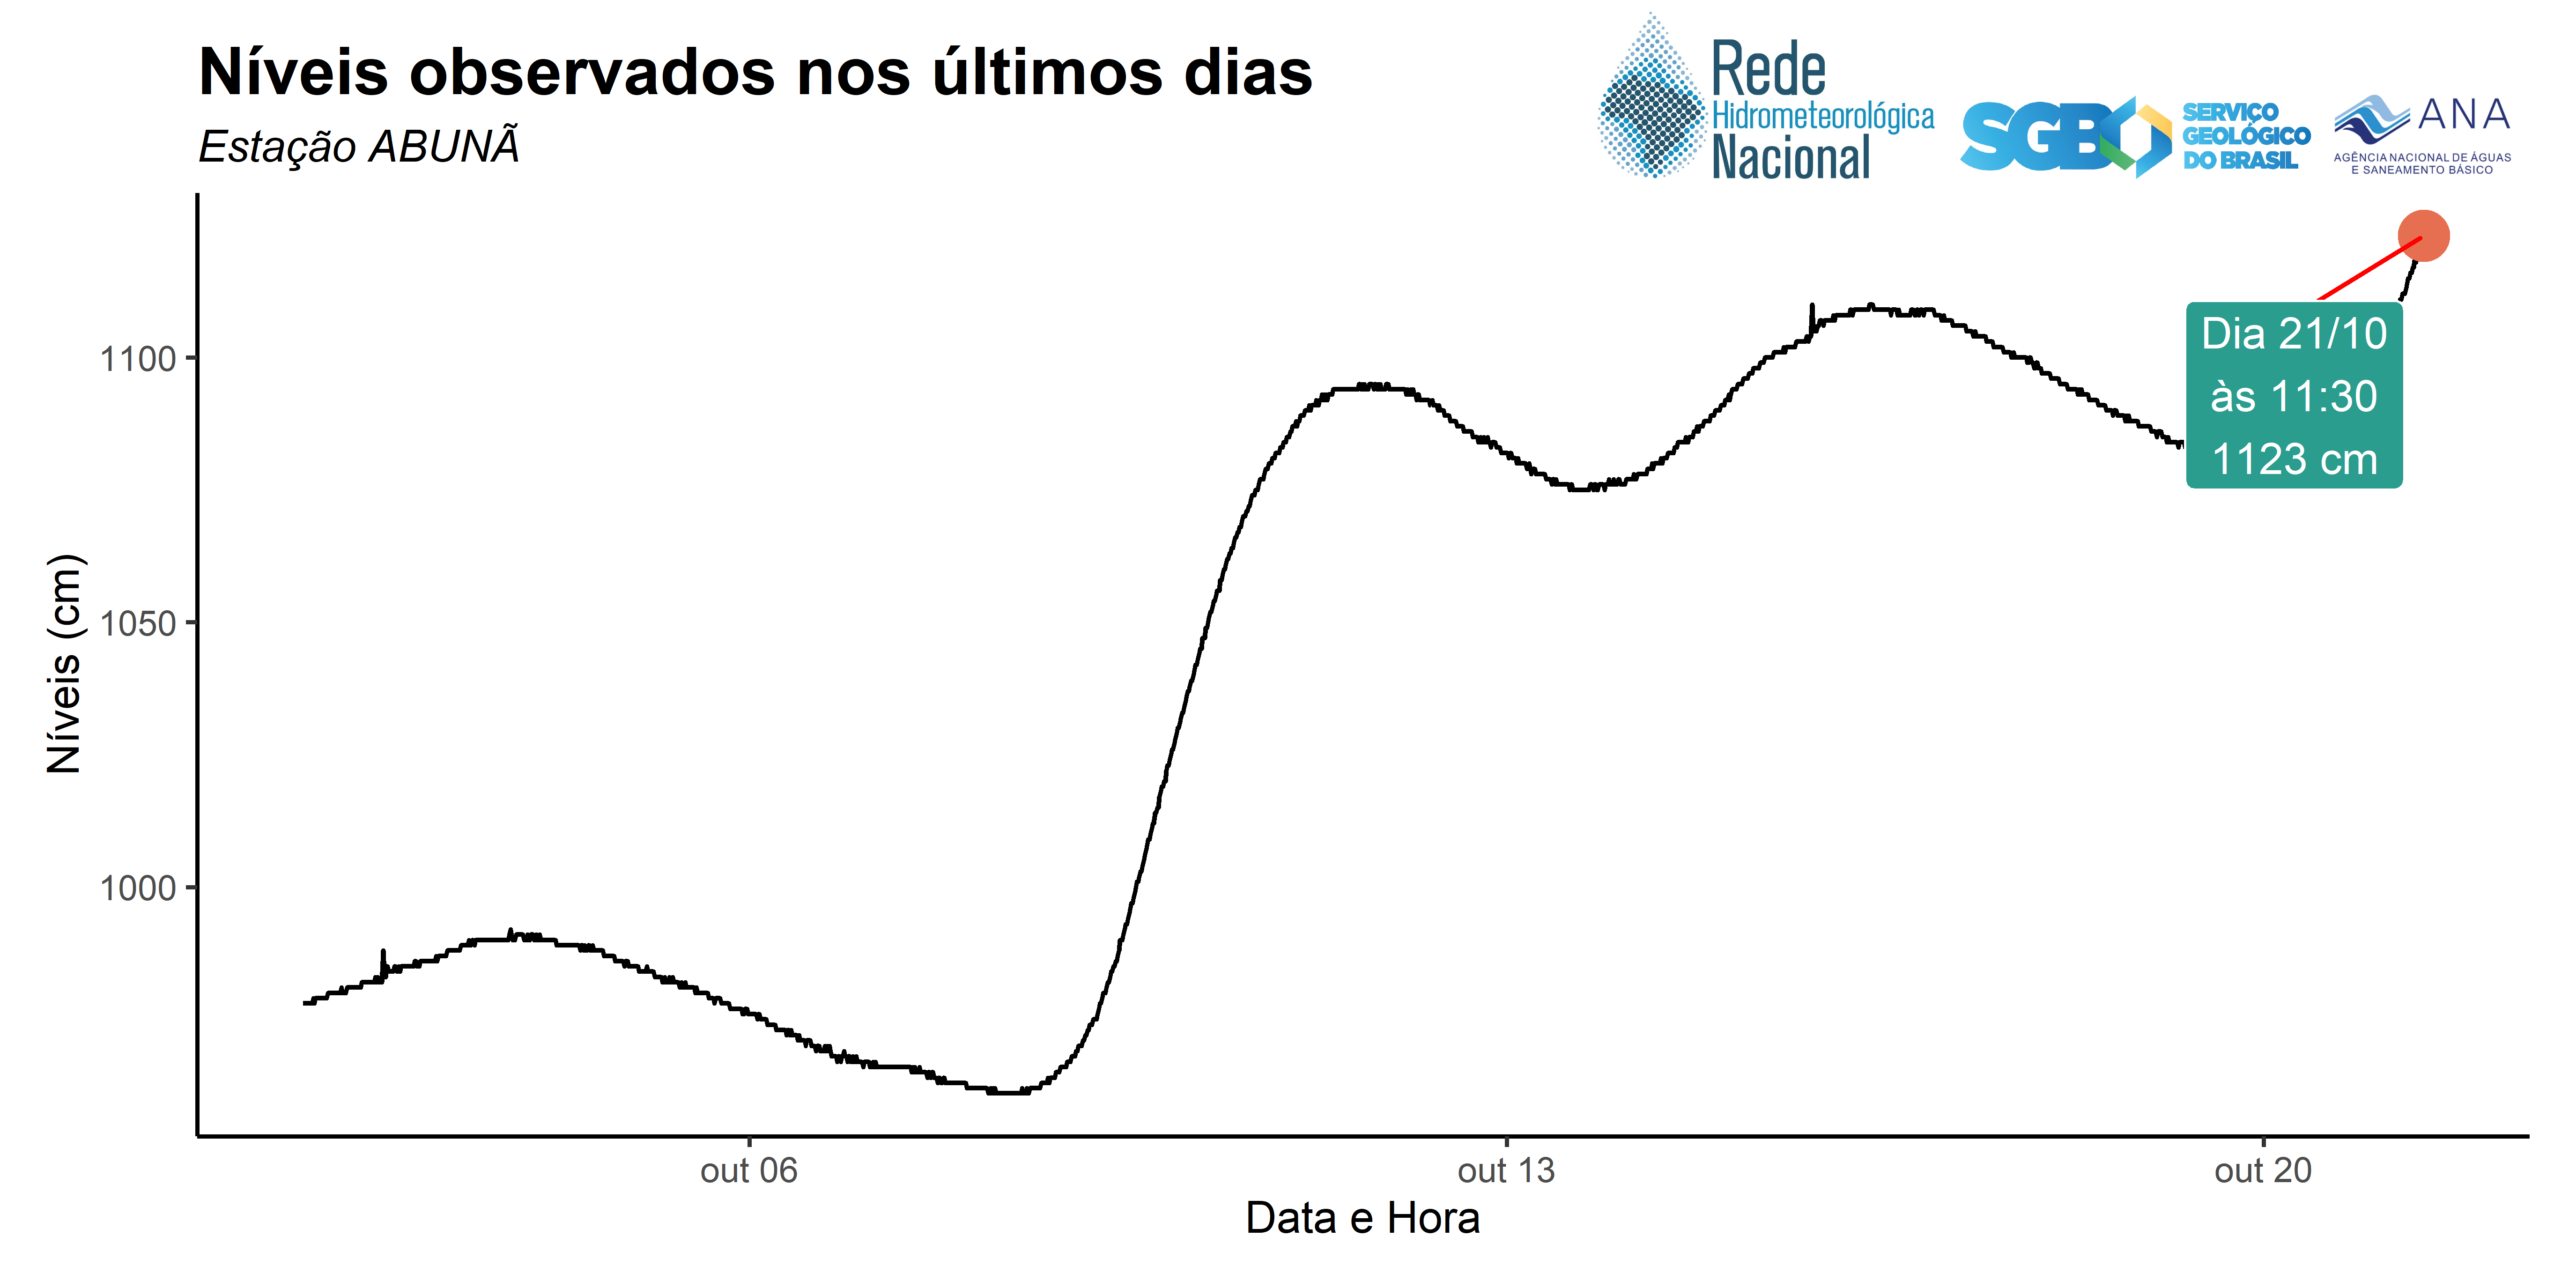 Níveis observados nos últimos dias
Estação ABUNÃ
Rede
Hidrometeorológica
Nacional
SGB
SERVIÇO
GEOLÓGICO
DO BRASIL
ANA
AGÊNCIA NACIONAL DE ÁGUAS
E SANEAMENTO BÁSICO
Dia 21/10
às 11:30
1123 cm
Níveis (cm)
1100
1050
1000
out 06
out 13
out 20
Data e Hora